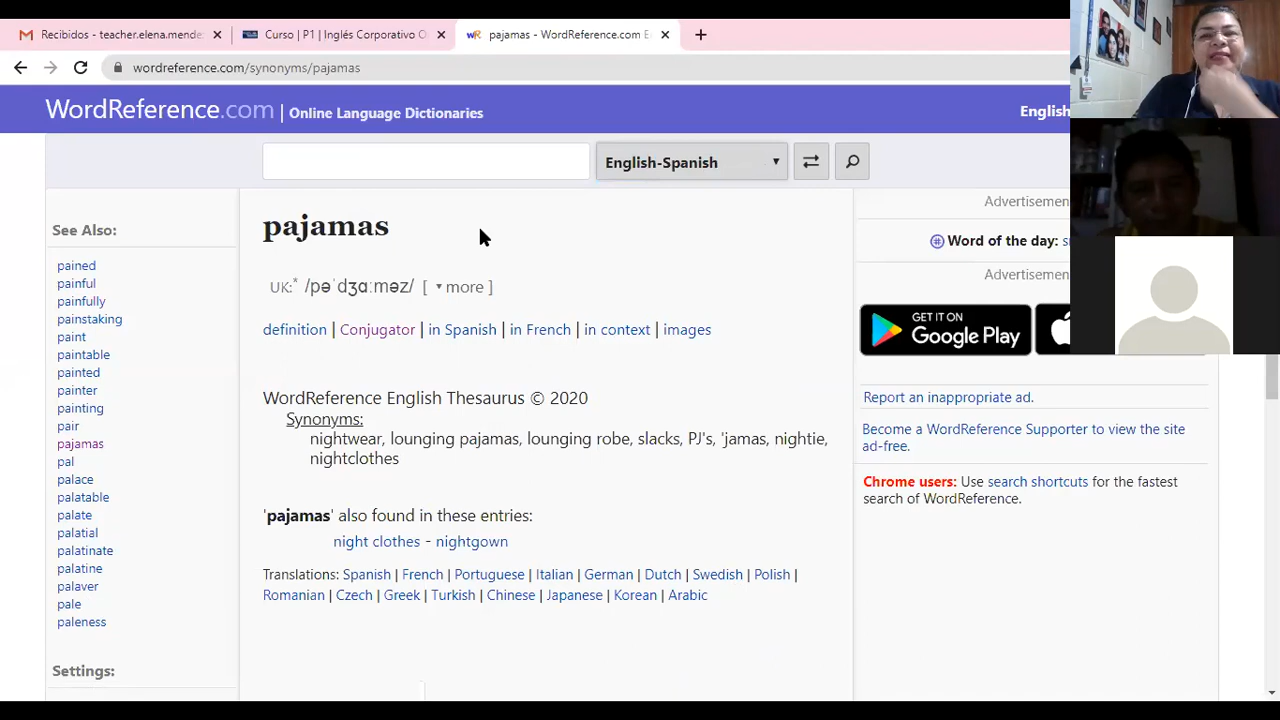 Recibidos - teacher.elena.mende
Curso | P1 | Inglés Corporativo O
pajamas - WordReference.com E
wordreference.com/synonyms/pajamas
WordReference.com | Online Language Dictionaries
English
English-Spanish
See Also:
pained
painful
painfully
painstaking
paint
paintable
painted
painter
painting
pair
pajamas
pal
palace
palatable
palate
palatial
palatinate
palatine
palaver
pale
paleness
Settings:
pajamas
UK:* /pəˈdʒɑːməz/ [ ▾ more ]
definition | Conjugator | in Spanish | in French | in context | images
WordReference English Thesaurus © 2020
Synonyms:
nightwear, lounging pajamas, lounging robe, slacks, PJ's, 'jamas, nightie,
nightclothes
'pajamas' also found in these entries:
night clothes - nightgown
Translations: Spanish | French | Portuguese | Italian | German | Dutch | Swedish | Polish |
Romanian | Czech | Greek | Turkish | Chinese | Japanese | Korean | Arabic
Advertisemen
Word of the day:
Advertisemen
GET IT ON
Google Play
Report an inappropriate ad.
Become a WordReference Supporter to view the site
ad-free.
Chrome users: Use search shortcuts for the fastest
search of WordReference.